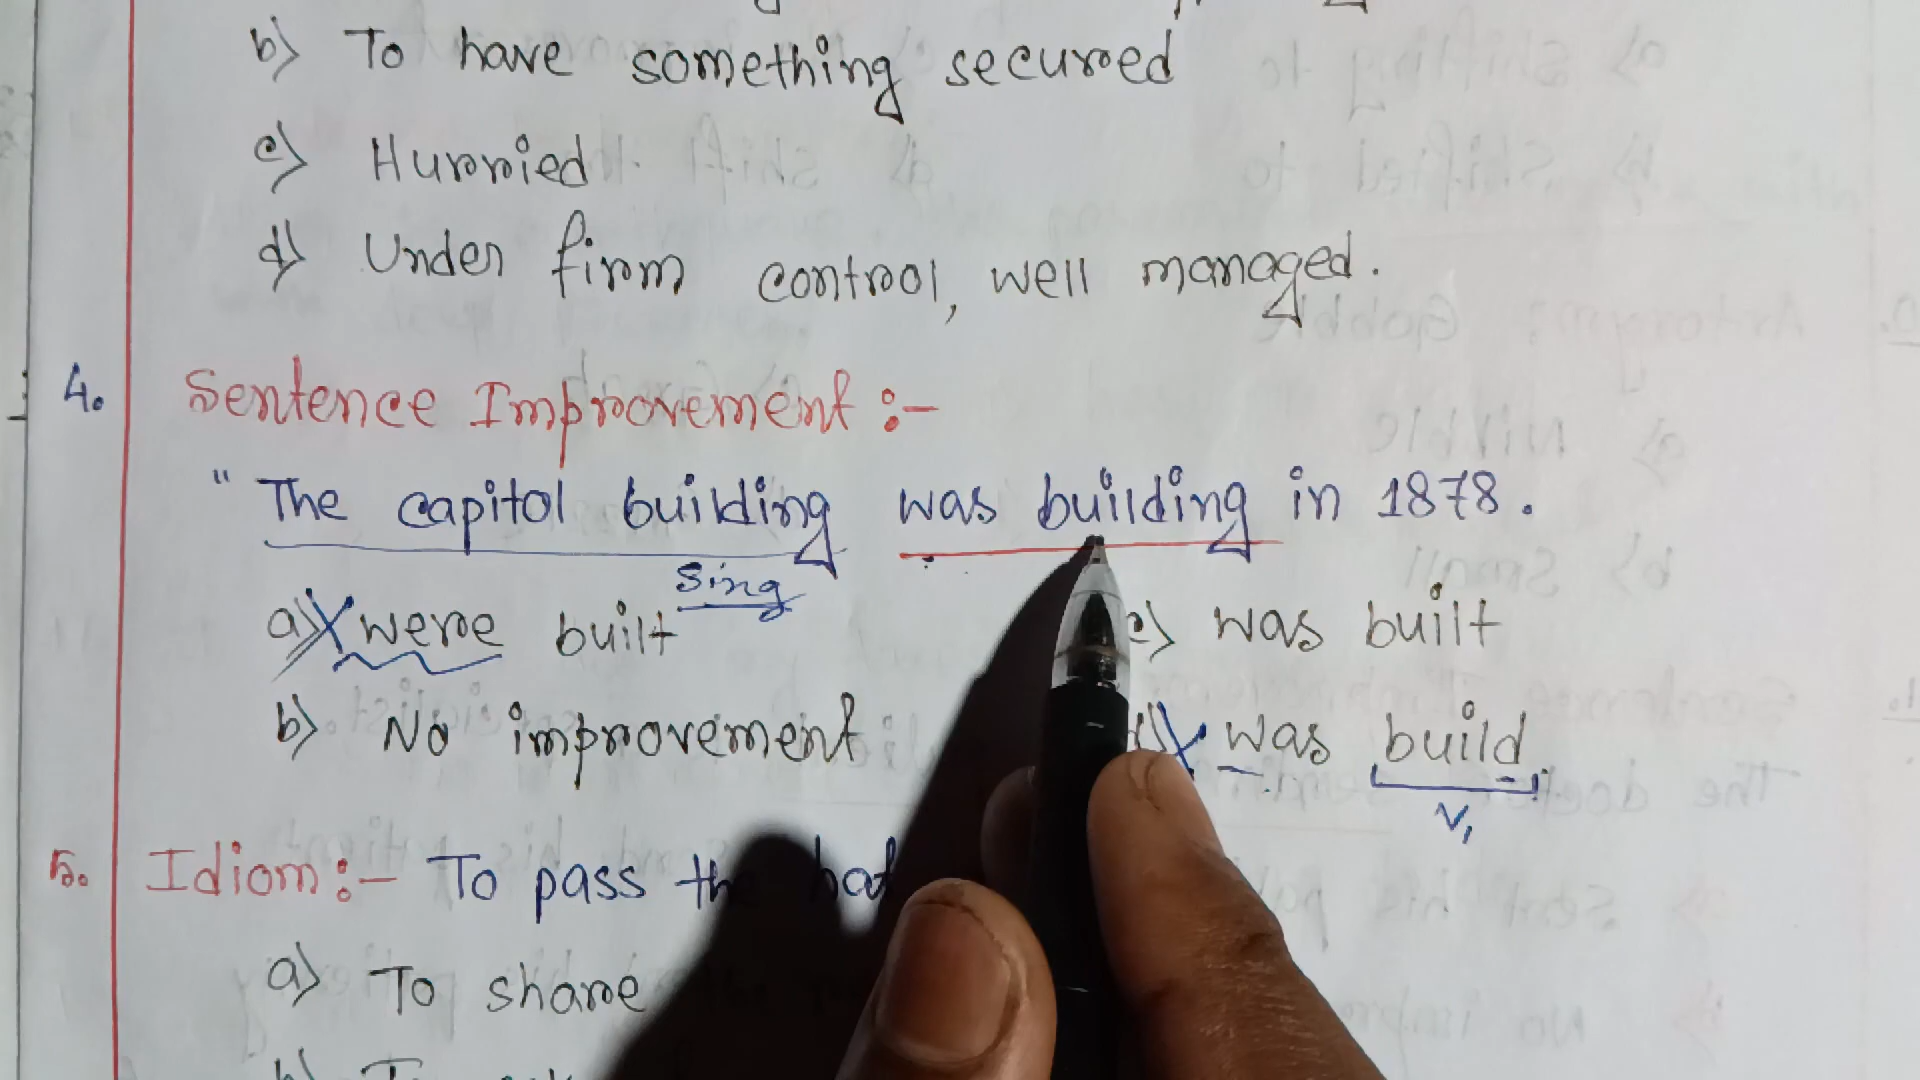 b) To have something secured
c) Hurried
d) Under firm control, well managed.
4. Sentence Improvement :-
" The capitol building was building in 1878.
Sing
a) were built
c) was built
b) No improvement
d) was build.
V1
5. Idiom :- To pass the hat
a) To share